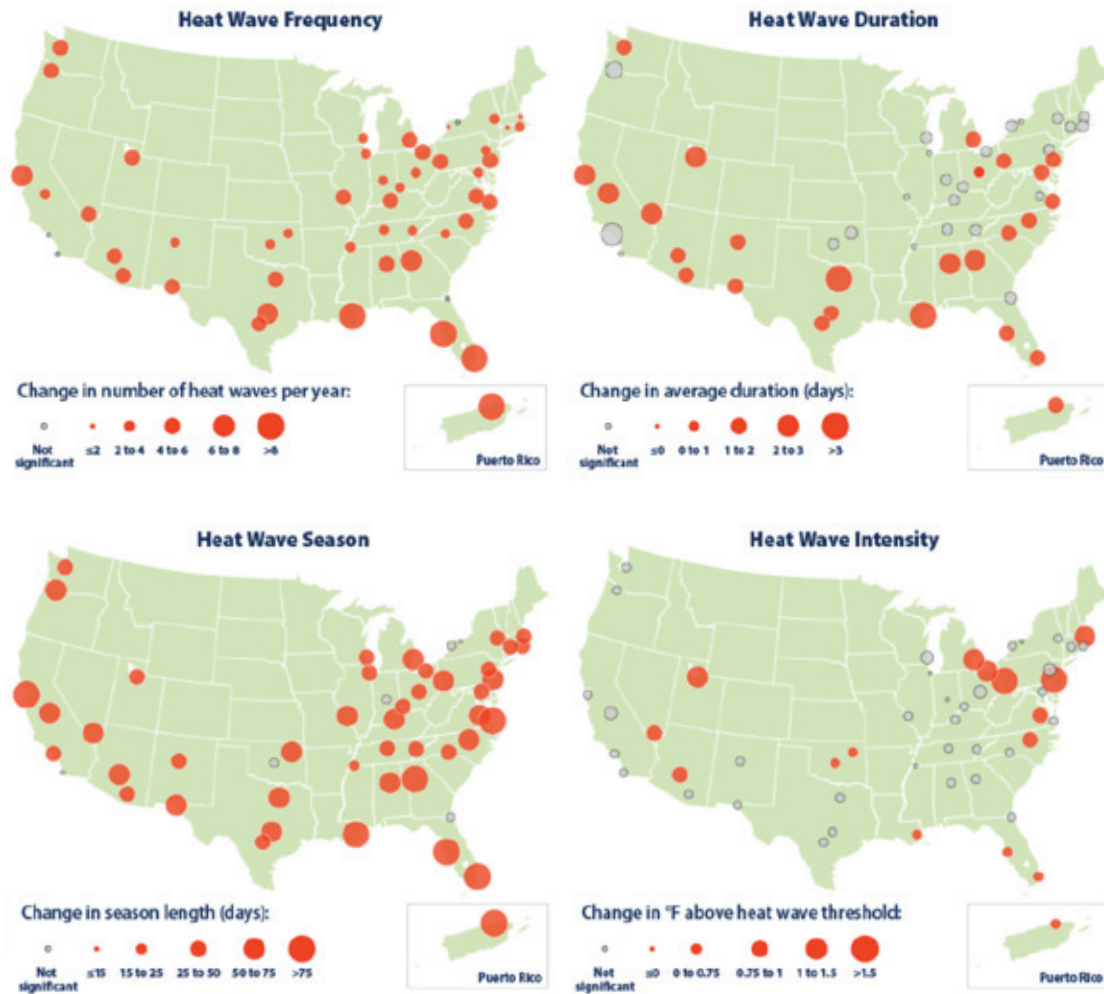 Heat Wave Frequency
Heat Wave Duration
Change in number of heat waves per year:
Not significant ≤2 2 to 4 4 to 6 6 to 8 >8
Puerto Rico
Change in average duration (days):
Not significant ≤0 0 to 1 1 to 2 2 to 3 >3
Puerto Rico
Heat Wave Season
Heat Wave Intensity
Change in season length (days):
Not significant ≤15 15 to 25 25 to 50 50 to 75 >75
Puerto Rico
Change in °F above heat wave threshold:
Not significant ≤0 0 to 0.75 0.75 to 1 1 to 1.5 >1.5
Puerto Rico